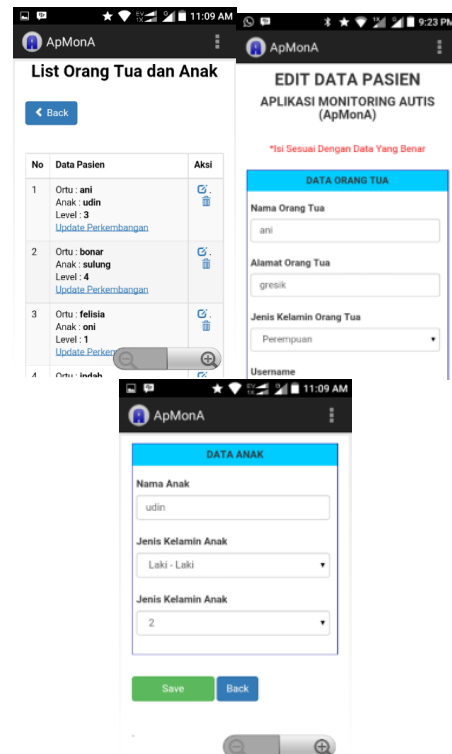 11:09 AM
ApMonA
List Orang Tua dan Anak
Back
No Data Pasien Aksi
1 Ortu : ani
Anak : udin
Level : 3
Update Perkembangan
2 Ortu : bonar
Anak : sulung
Level : 4
Update Perkembangan
3 Ortu : felisia
Anak : oni
Level : 1
Update Perken
4 Ortu : indah
9:23 PM
ApMonA
EDIT DATA PASIEN
APLIKASI MONITORING AUTIS
(ApMonA)
*Isi Sesuai Dengan Data Yang Benar
DATA ORANG TUA
Nama Orang Tua
ani
Alamat Orang Tua
gresik
Jenis Kelamin Orang Tua
Perempuan
Username
11:09 AM
ApMonA
DATA ANAK
Nama Anak
udin
Jenis Kelamin Anak
Laki - Laki
Jenis Kelamin Anak
2
Save Back